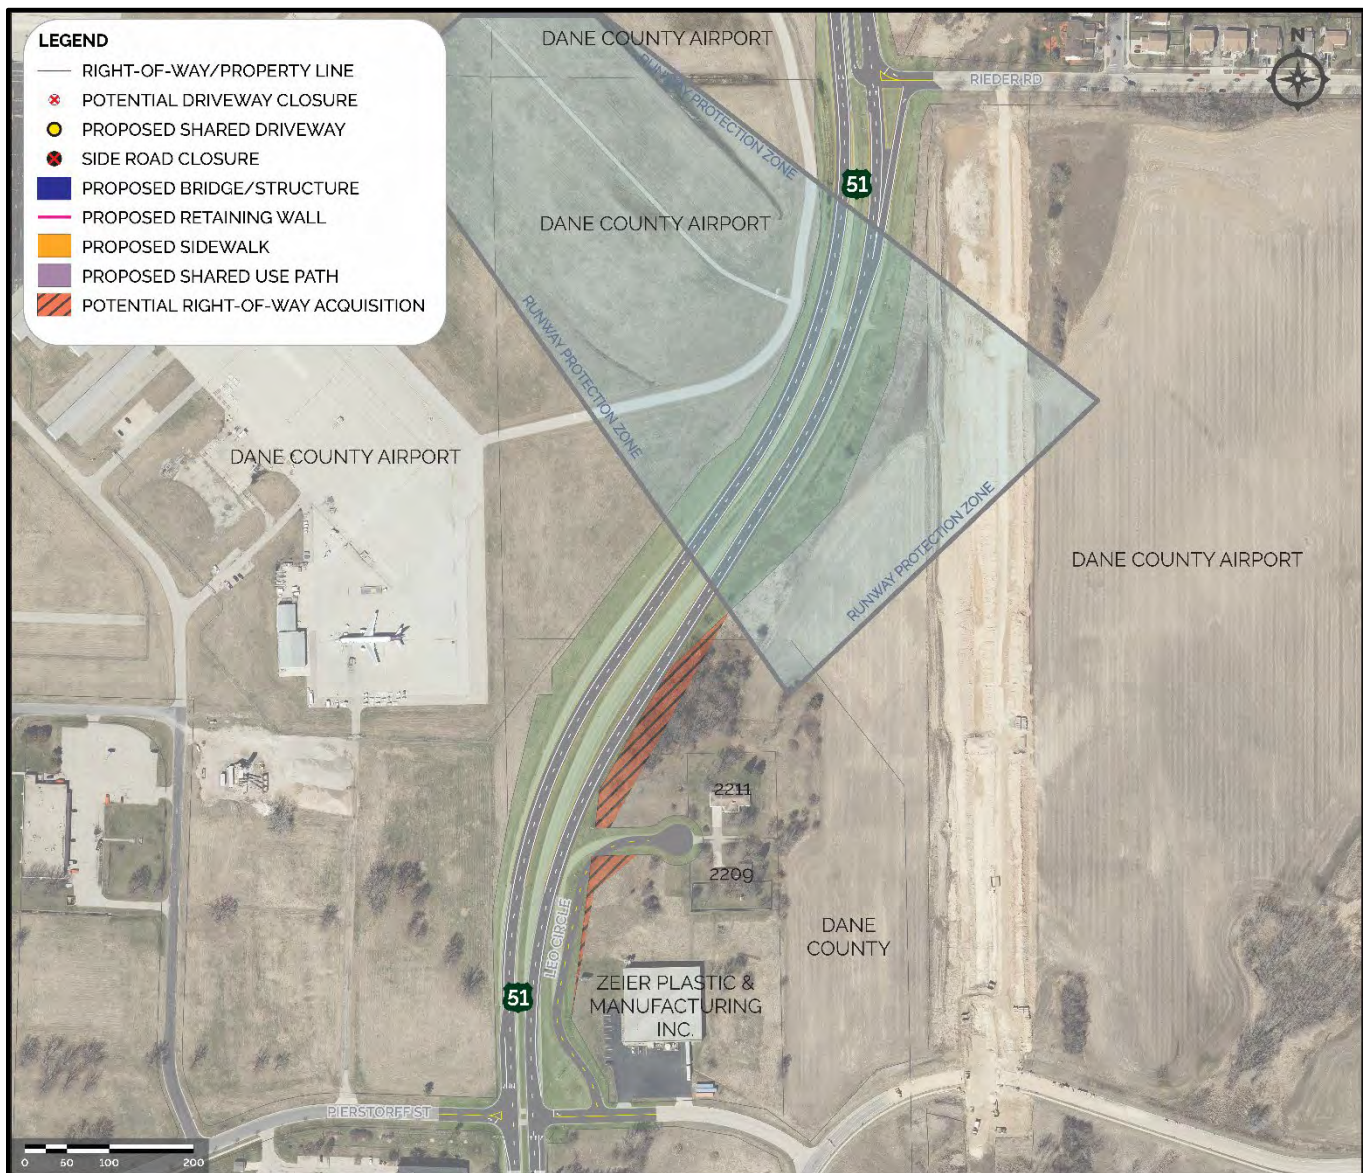 LEGEND
RIGHT-OF-WAY/PROPERTY LINE
POTENTIAL DRIVEWAY CLOSURE
PROPOSED SHARED DRIVEWAY
SIDE ROAD CLOSURE
PROPOSED BRIDGE/STRUCTURE
PROPOSED RETAINING WALL
PROPOSED SIDEWALK
PROPOSED SHARED USE PATH
POTENTIAL RIGHT-OF-WAY ACQUISITION
DANE COUNTY AIRPORT
N
RIEDER RD
RUNWAY PROTECTION ZONE
51
DANE COUNTY AIRPORT
RUNWAY PROTECTION ZONE
DANE COUNTY AIRPORT
RUNWAY PROTECTION ZONE
DANE COUNTY AIRPORT
2211
2209
LEO CIRCLE
DANE
COUNTY
ZEIER PLASTIC &
MANUFACTURING
INC.
51
PIERSTORFF ST
0 50 100 200